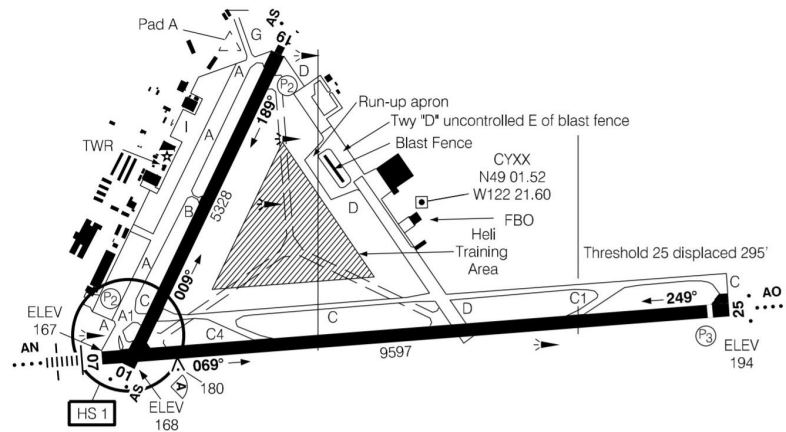 Pad A
G
AS
19
A
D
P2
189°
Run-up apron
Twy "D" uncontrolled E of blast fence
Blast Fence
A
TWR
CYXX
N49 01.52
W122 21.60
B
5328
D
FBO
Heli
Training
Area
Threshold 25 displaced 295'
A
009°
P2
C
C
ELEV
167
A1
A
C4
C
D
C1
249°
25
AO
P3
ELEV
194
AN
07
01
AS
069°
9597
180
A
HS 1
ELEV
168